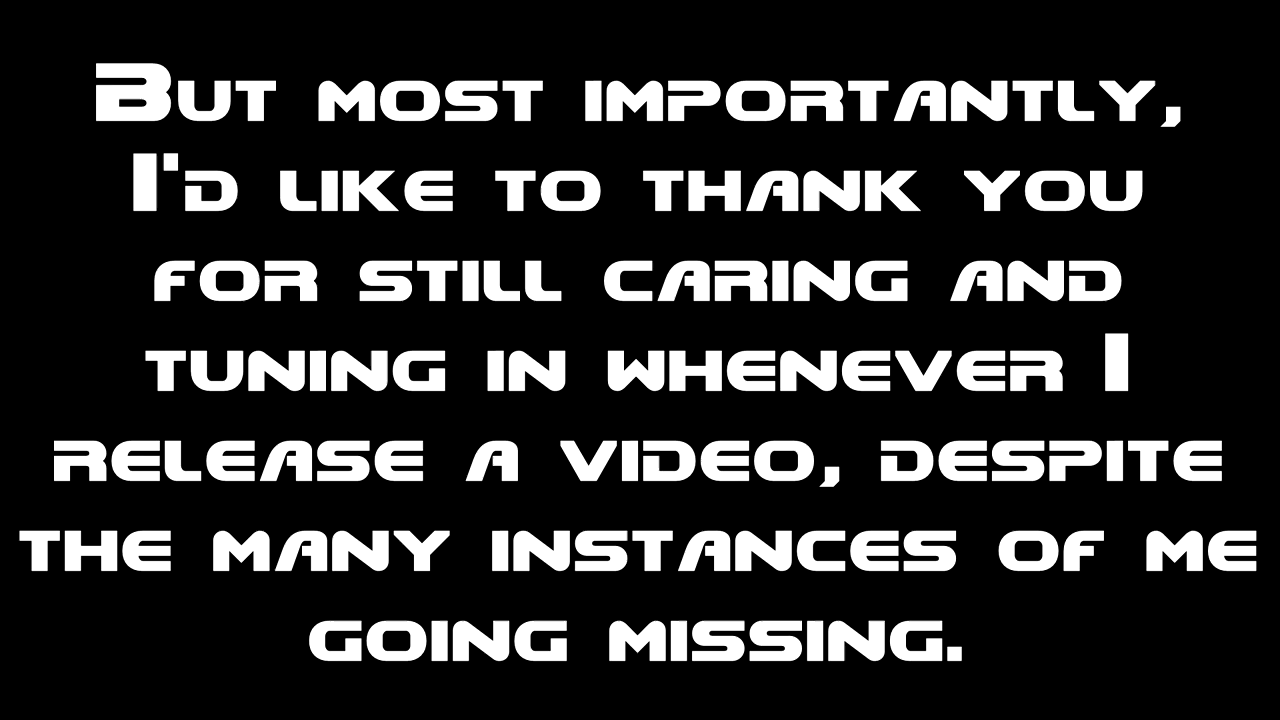 But most importantly,
I'd like to thank you
for still caring and
tuning in whenever I
release a video, despite
the many instances of me
going missing.